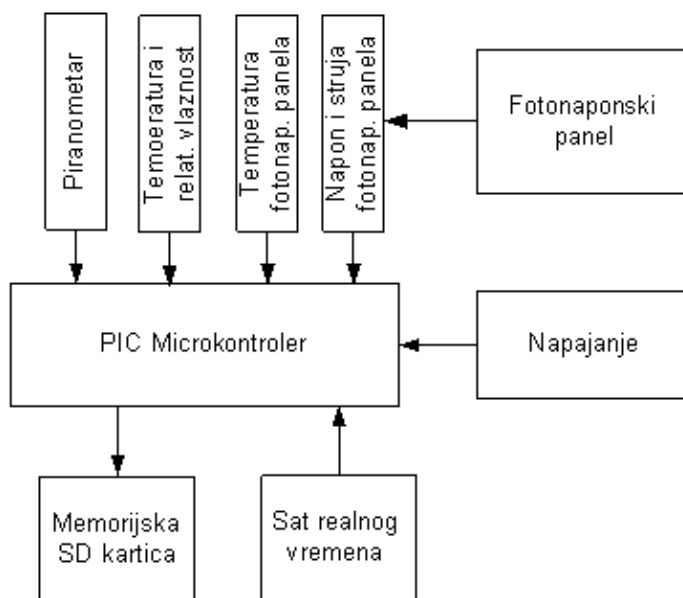 Piranometar
Temoeratura i
relat. vlaznost
Temperatura
fotonap. panela
Napon i struja
fotonap. panela
Fotonaponski
panel
PIC Microkontroler
Napajanje
Memorijska
SD kartica
Sat realnog
vremena